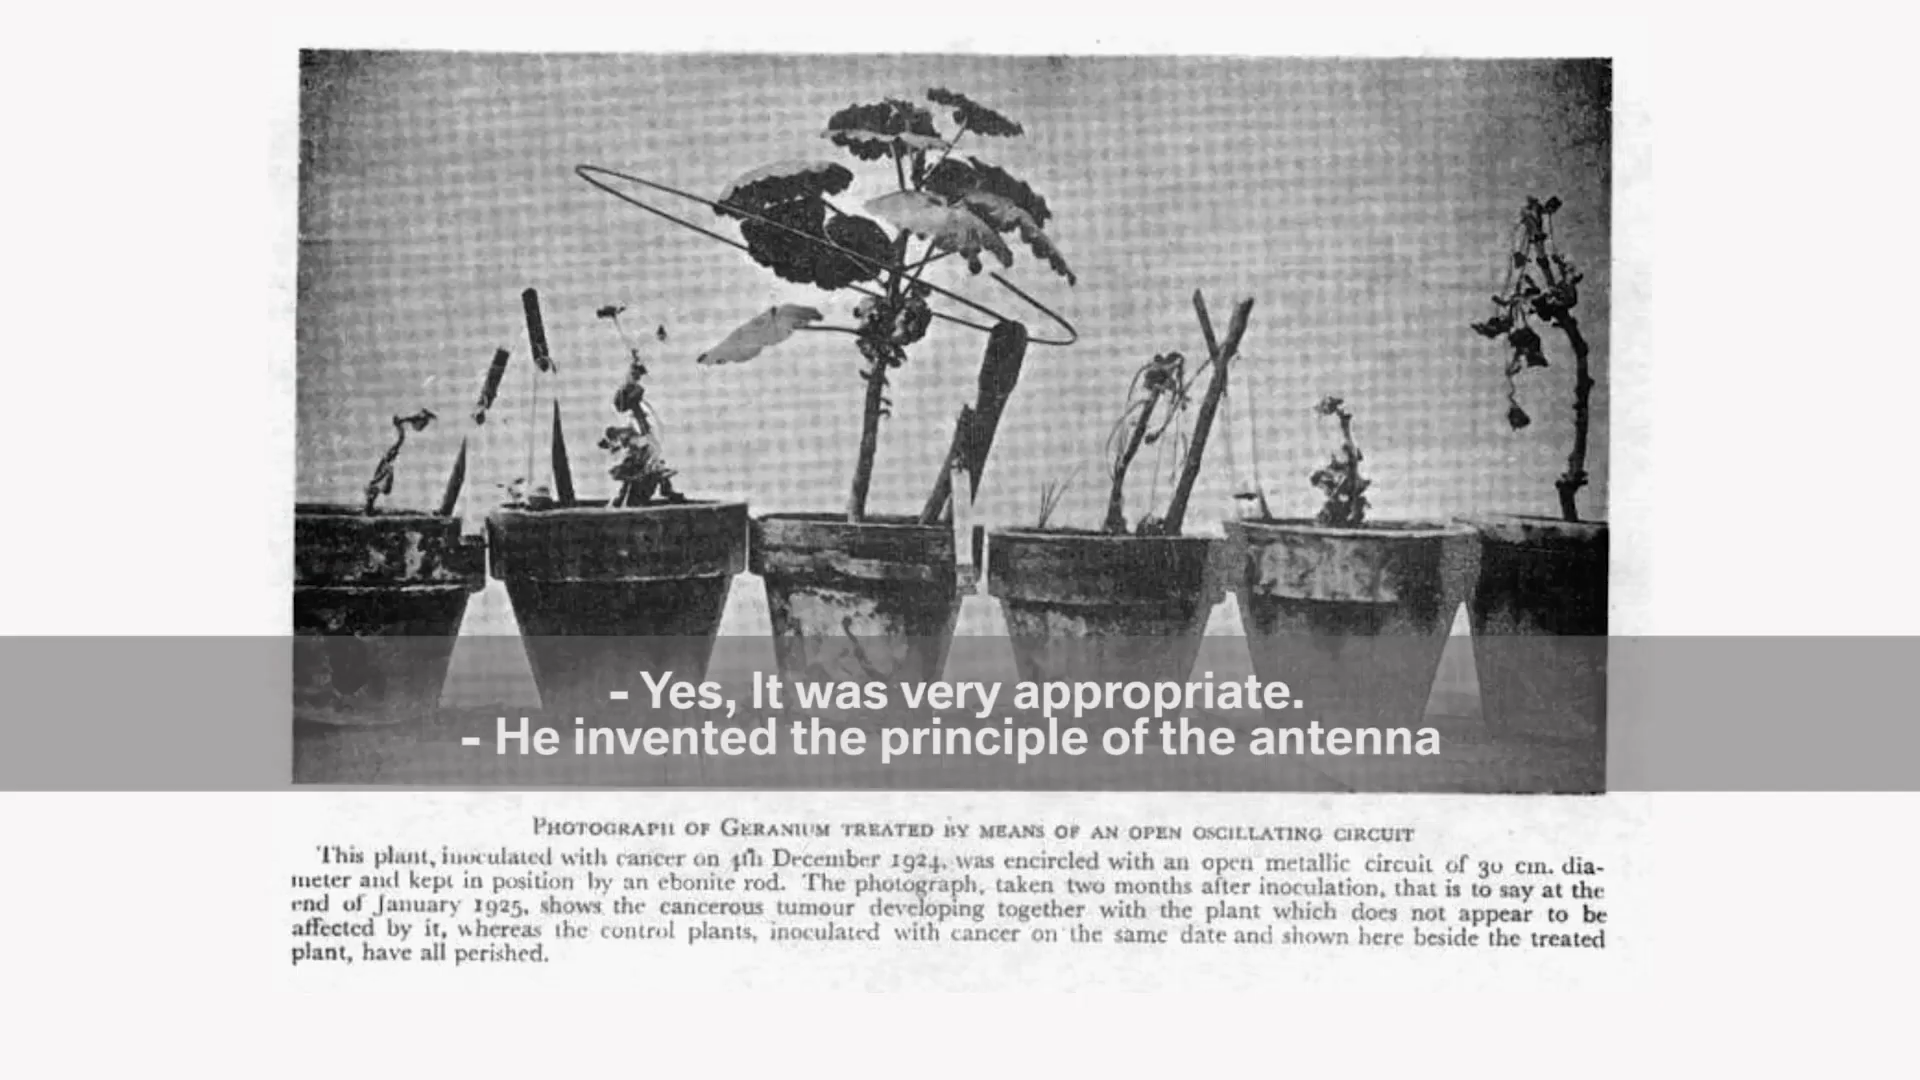 - Yes, It was very appropriate.
- He invented the principle of the antenna
PHOTOGRAPH OF GERANIUM TREATED BY MEANS OF AN OPEN OSCILLATING CIRCUIT
This plant, inoculated with cancer on 4th December 1924, was encircled with an open metallic circuit of 30 cm. dia-
meter and kept in position by an ebonite rod. The photograph, taken two months after inoculation, that is to say at the
end of January 1925, shows the cancerous tumour developing together with the plant which does not appear to be
affected by it, whereas the control plants, inoculated with cancer on the same date and shown here beside the treated
plant, have all perished.